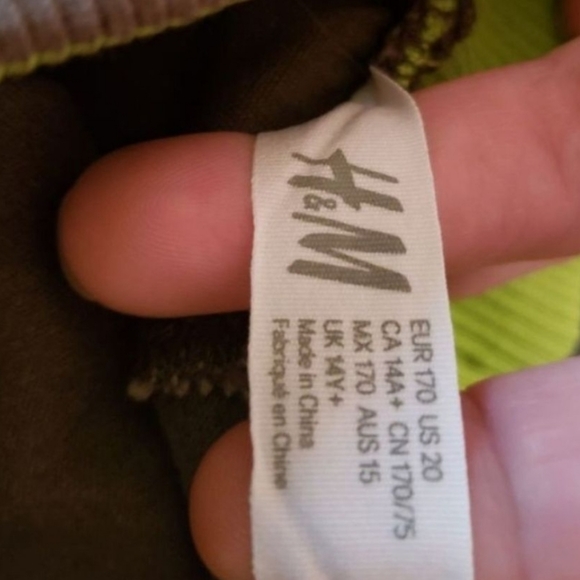 H&M
EUR 170 US 20
CA 14A+ CN 170/75
MX 170 AUS 15
UK 14Y+
Made in China
Fabriqué en Chine